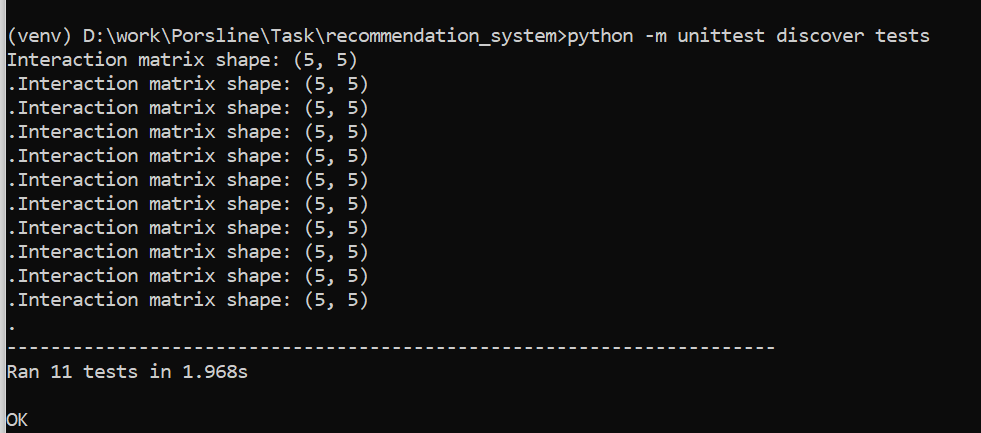 (venv) D:\work\Porsline\Task\recommendation_system>python -m unittest discover tests
Interaction matrix shape: (5, 5)
.Interaction matrix shape: (5, 5)
.Interaction matrix shape: (5, 5)
.Interaction matrix shape: (5, 5)
.Interaction matrix shape: (5, 5)
.Interaction matrix shape: (5, 5)
.Interaction matrix shape: (5, 5)
.Interaction matrix shape: (5, 5)
.Interaction matrix shape: (5, 5)
.Interaction matrix shape: (5, 5)
.Interaction matrix shape: (5, 5)
.
----------------------------------------------------------------------
Ran 11 tests in 1.968s
OK